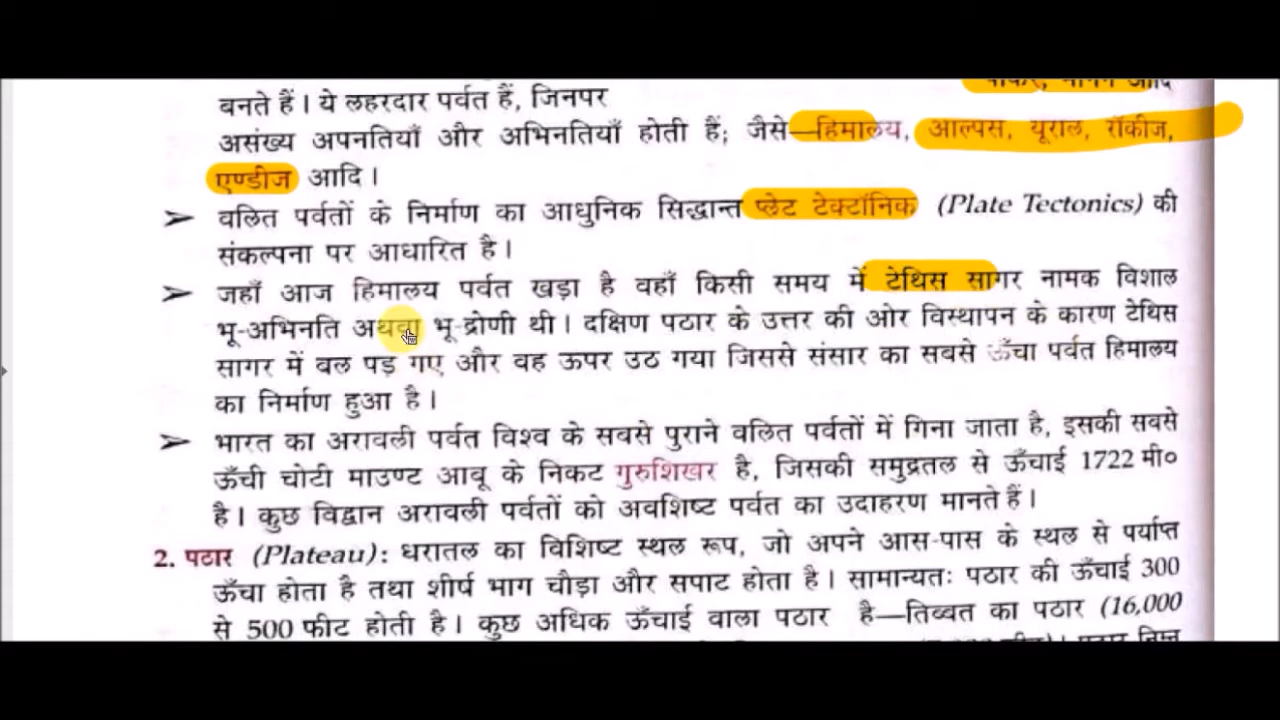 आदि
बनते हैं। ये लहरदार पर्वत हैं, जिनपर
असंख्य अपनतियाँ और अभिनतियाँ होती हैं; जैसे—हिमालय, आल्पस, यूराल, रॉकीज,
एण्डीज आदि।
➤ वलित पर्वतों के निर्माण का आधुनिक सिद्धान्त प्लेट टेक्टॉनिक (Plate Tectonics) की
संकल्पना पर आधारित है।
➤ जहाँ आज हिमालय पर्वत खड़ा है वहाँ किसी समय में टेथिस सागर नामक विशाल
भू-अभिनति अथवा भू-द्रोणी थी। दक्षिण पठार के उत्तर की ओर विस्थापन के कारण टेथिस
सागर में बल पड़ गए और वह ऊपर उठ गया जिससे संसार का सबसे ऊँचा पर्वत हिमालय
का निर्माण हुआ है।
➤ भारत का अरावली पर्वत विश्व के सबसे पुराने वलित पर्वतों में गिना जाता है, इसकी सबसे
ऊँची चोटी माउण्ट आबू के निकट गुरुशिखर है, जिसकी समुद्रतल से ऊँचाई 1722 मी०
है। कुछ विद्वान अरावली पर्वतों को अवशिष्ट पर्वत का उदाहरण मानते हैं।
2. पठार (Plateau): धरातल का विशिष्ट स्थल रूप, जो अपने आस-पास के स्थल से पर्याप्त
ऊँचा होता है तथा शीर्ष भाग चौड़ा और सपाट होता है। सामान्यतः पठार की ऊँचाई 300
से 500 फीट होती है। कुछ अधिक ऊँचाई वाला पठार है—तिब्बत का पठार (16,000